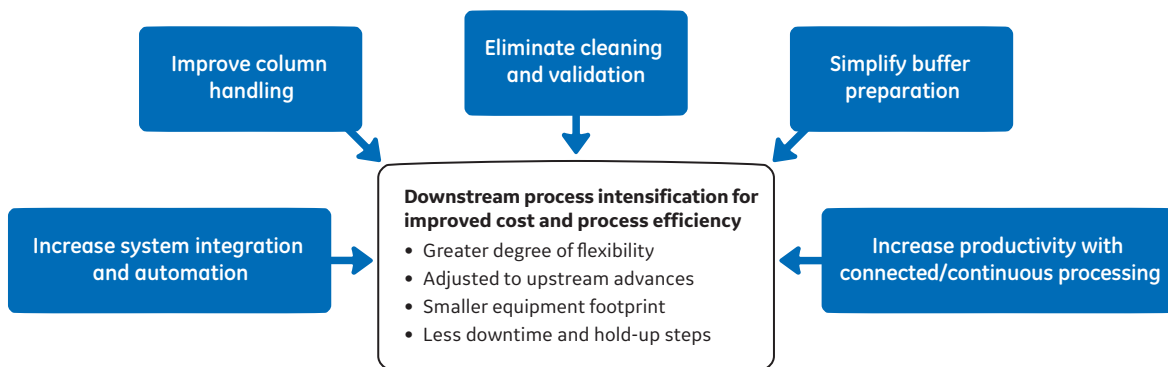 Improve column
handling
Eliminate cleaning
and validation
Simplify buffer
preparation
Increase system integration
and automation
Downstream process intensification for
improved cost and process efficiency
• Greater degree of flexibility
• Adjusted to upstream advances
• Smaller equipment footprint
• Less downtime and hold-up steps
Increase productivity with
connected/continuous processing